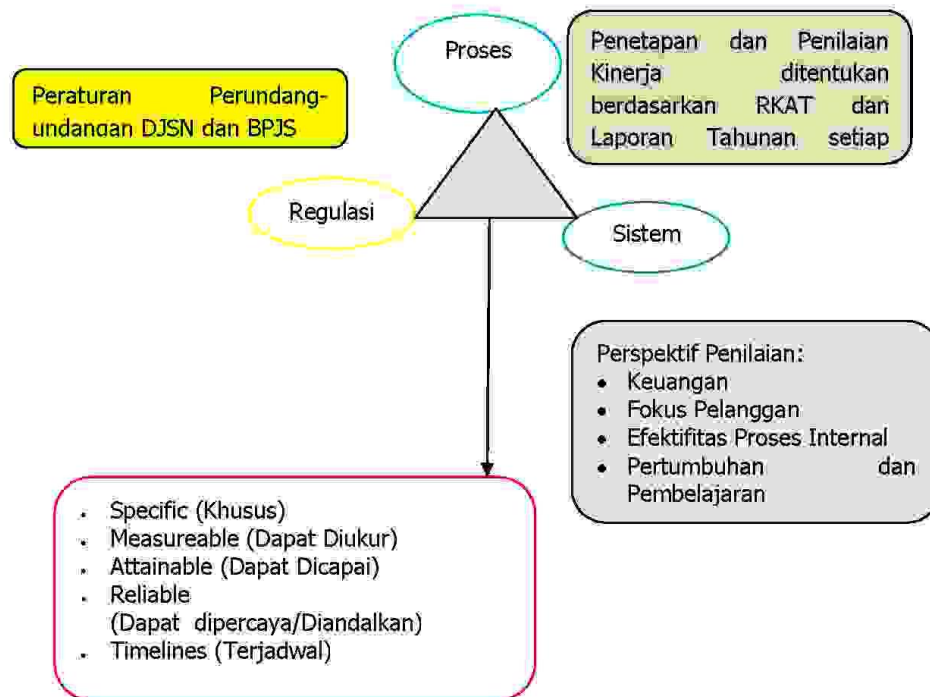 Proses
Penetapan dan Penilaian
Kinerja ditentukan
berdasarkan RKAT dan
Laporan Tahunan setiap
Peraturan Perundang-
undangan DJSN dan BPJS
Regulasi
Sistem
Perspektif Penilaian:
• Keuangan
• Fokus Pelanggan
• Efektifitas Proses Internal
• Pertumbuhan dan
Pembelajaran
• Specific (Khusus)
• Measureable (Dapat Diukur)
• Attainable (Dapat Dicapai)
• Reliable
(Dapat dipercaya/Diandalkan)
• Timelines (Terjadwal)